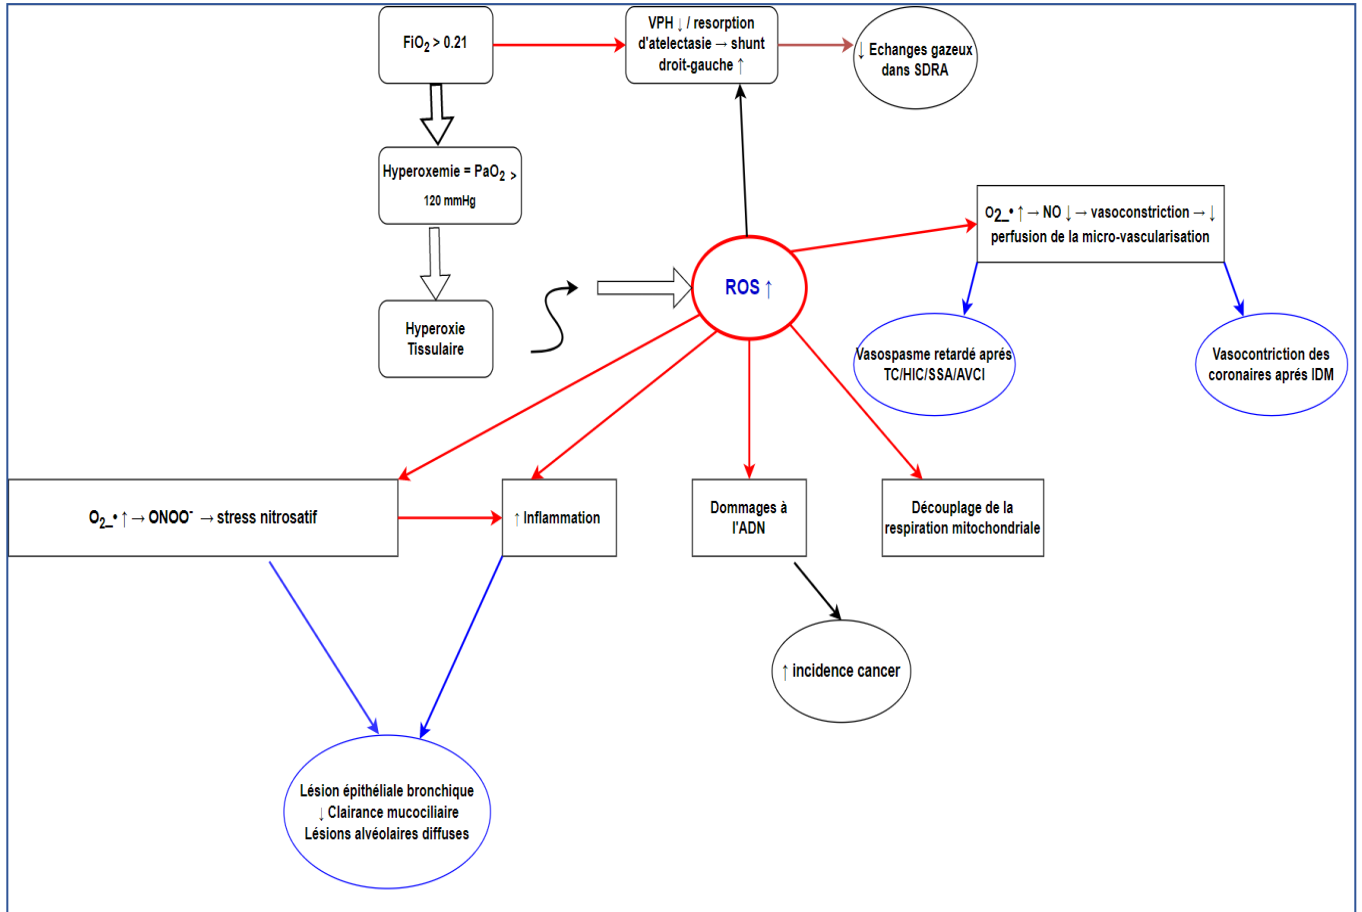 FiO2 > 0.21
VPH ↓ / resorption
d'atelectasie → shunt
droit-gauche ↑
↓ Echanges gazeux
dans SDRA
Hyperoxemie = PaO2 >
120 mmHg
O2_• ↑ → NO ↓ → vasoconstriction → ↓
perfusion de la micro-vascularisation
ROS ↑
Hyperoxie
Tissulaire
Vasospasme retardé aprés
TC/HIC/SSA/AVCI
Vasocontriction des
coronaires aprés IDM
O2_• ↑ → ONOO- → stress nitrosatif
↑ Inflammation
Dommages à
l'ADN
Découplage de la
respiration mitochondriale
↑ incidence cancer
Lésion épithéliale bronchique
↓ Clairance mucociliaire
Lésions alvéolaires diffuses